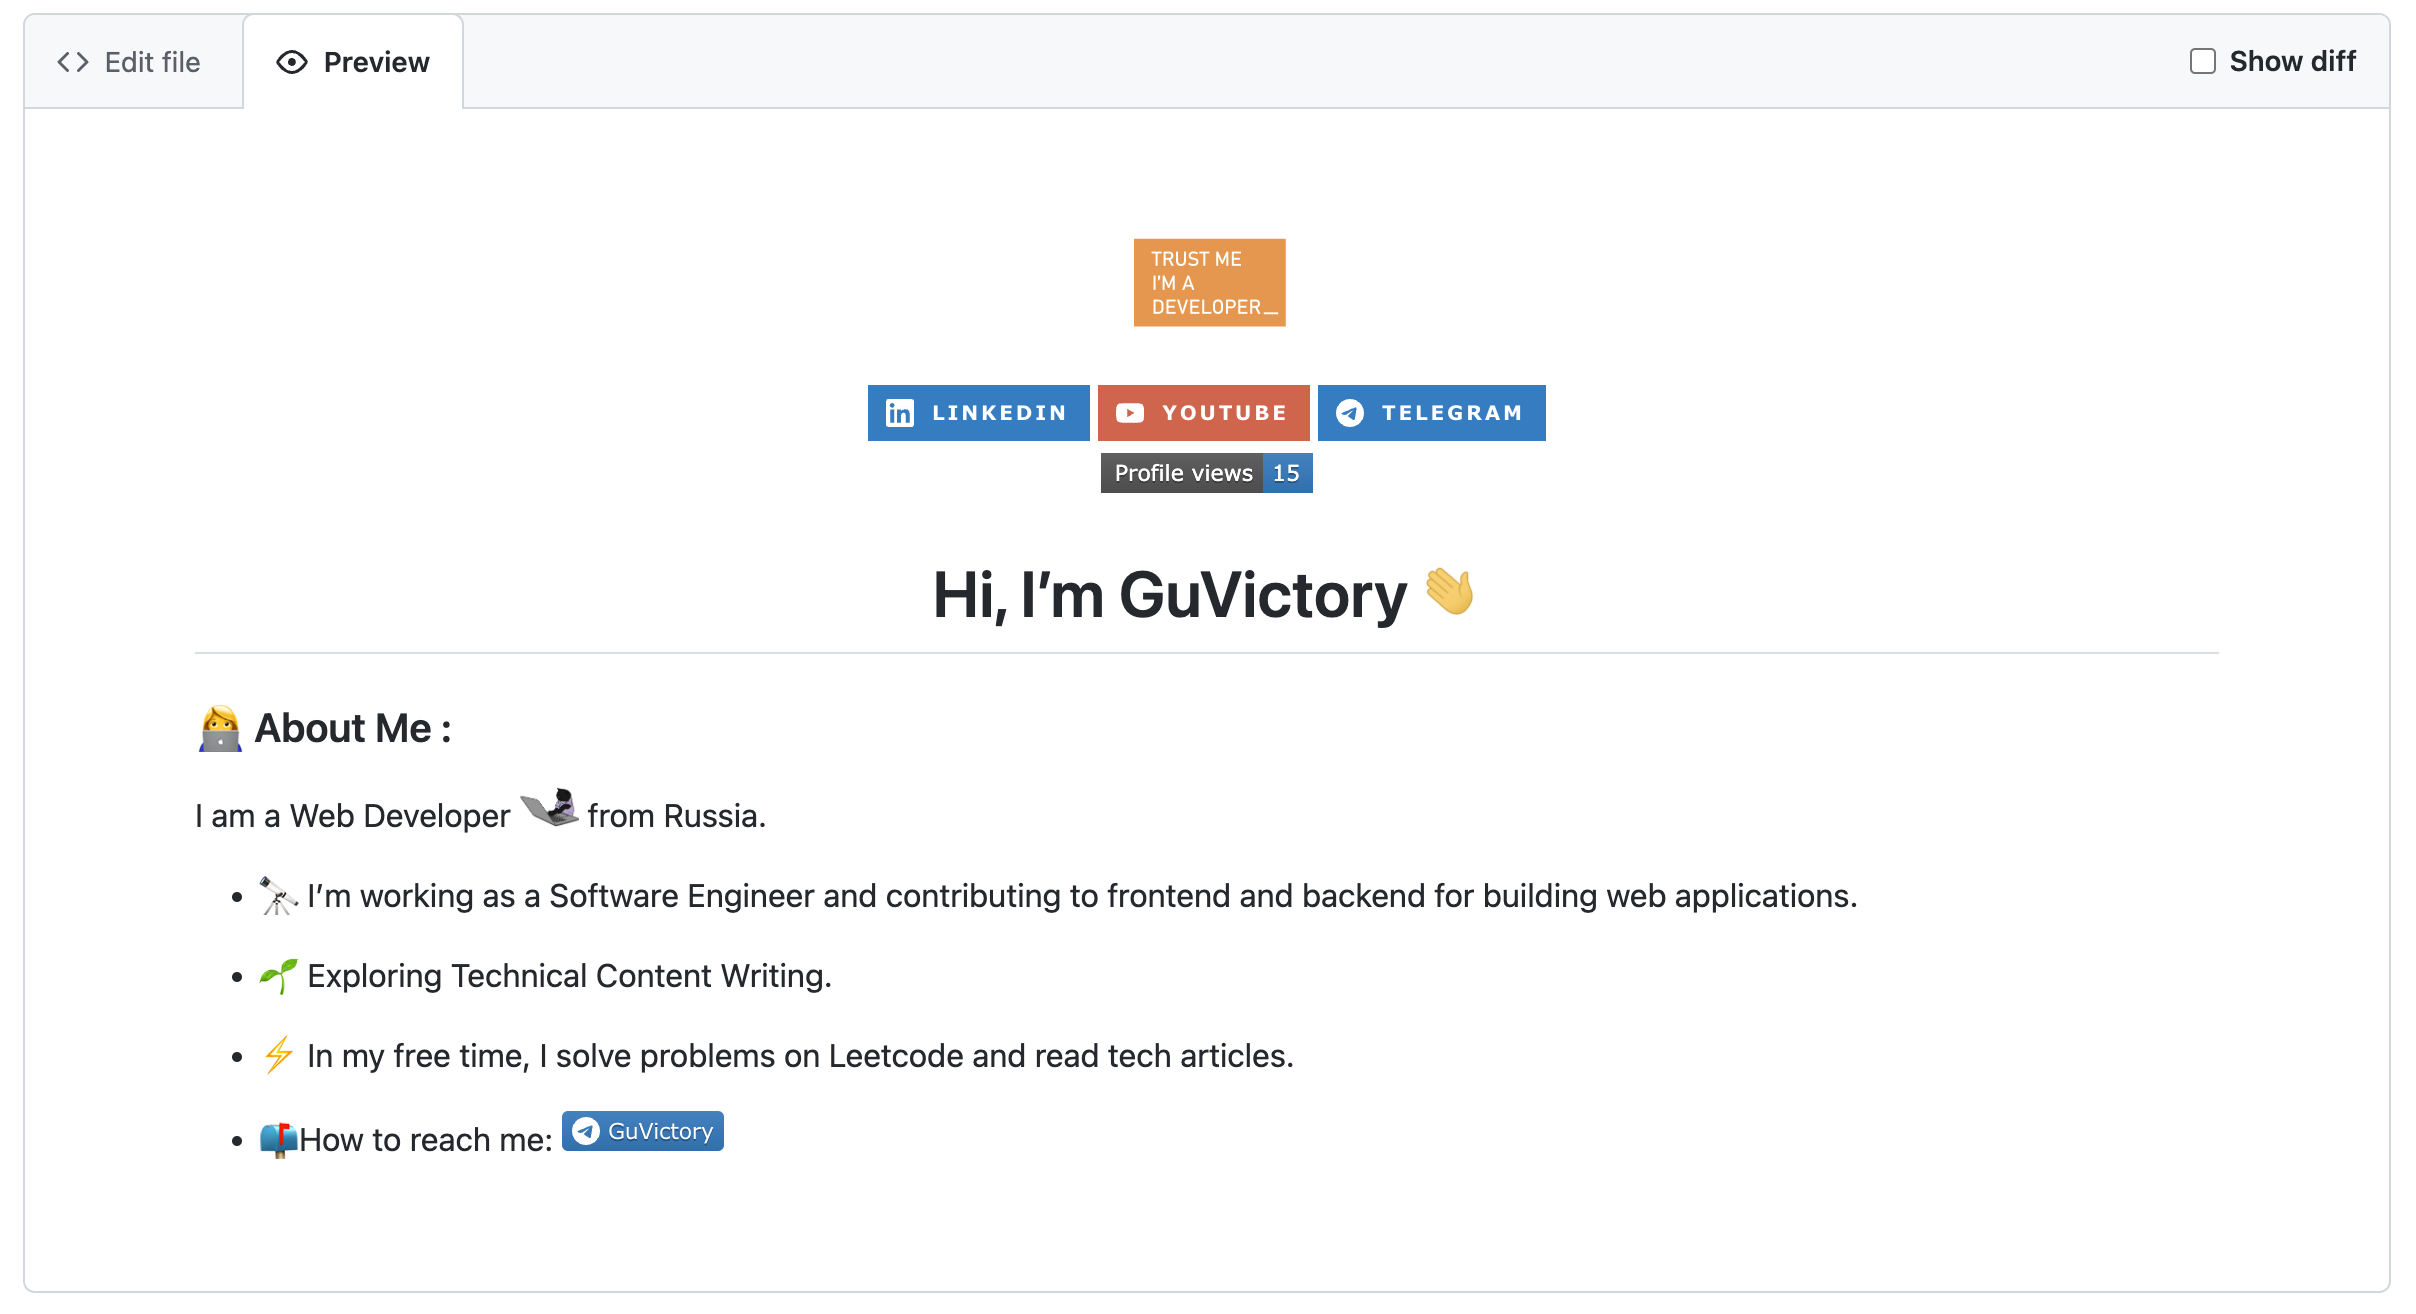 Edit file Preview Show diff
TRUST ME
I'M A
DEVELOPER_
LINKEDIN YOUTUBE TELEGRAM
Profile views 15
Hi, I’m GuVictory 👋
👩‍💻 About Me :
I am a Web Developer from Russia.
• 🔭 I’m working as a Software Engineer and contributing to frontend and backend for building web applications.
• 🌱 Exploring Technical Content Writing.
• ⚡ In my free time, I solve problems on Leetcode and read tech articles.
• 📫How to reach me: GuVictory